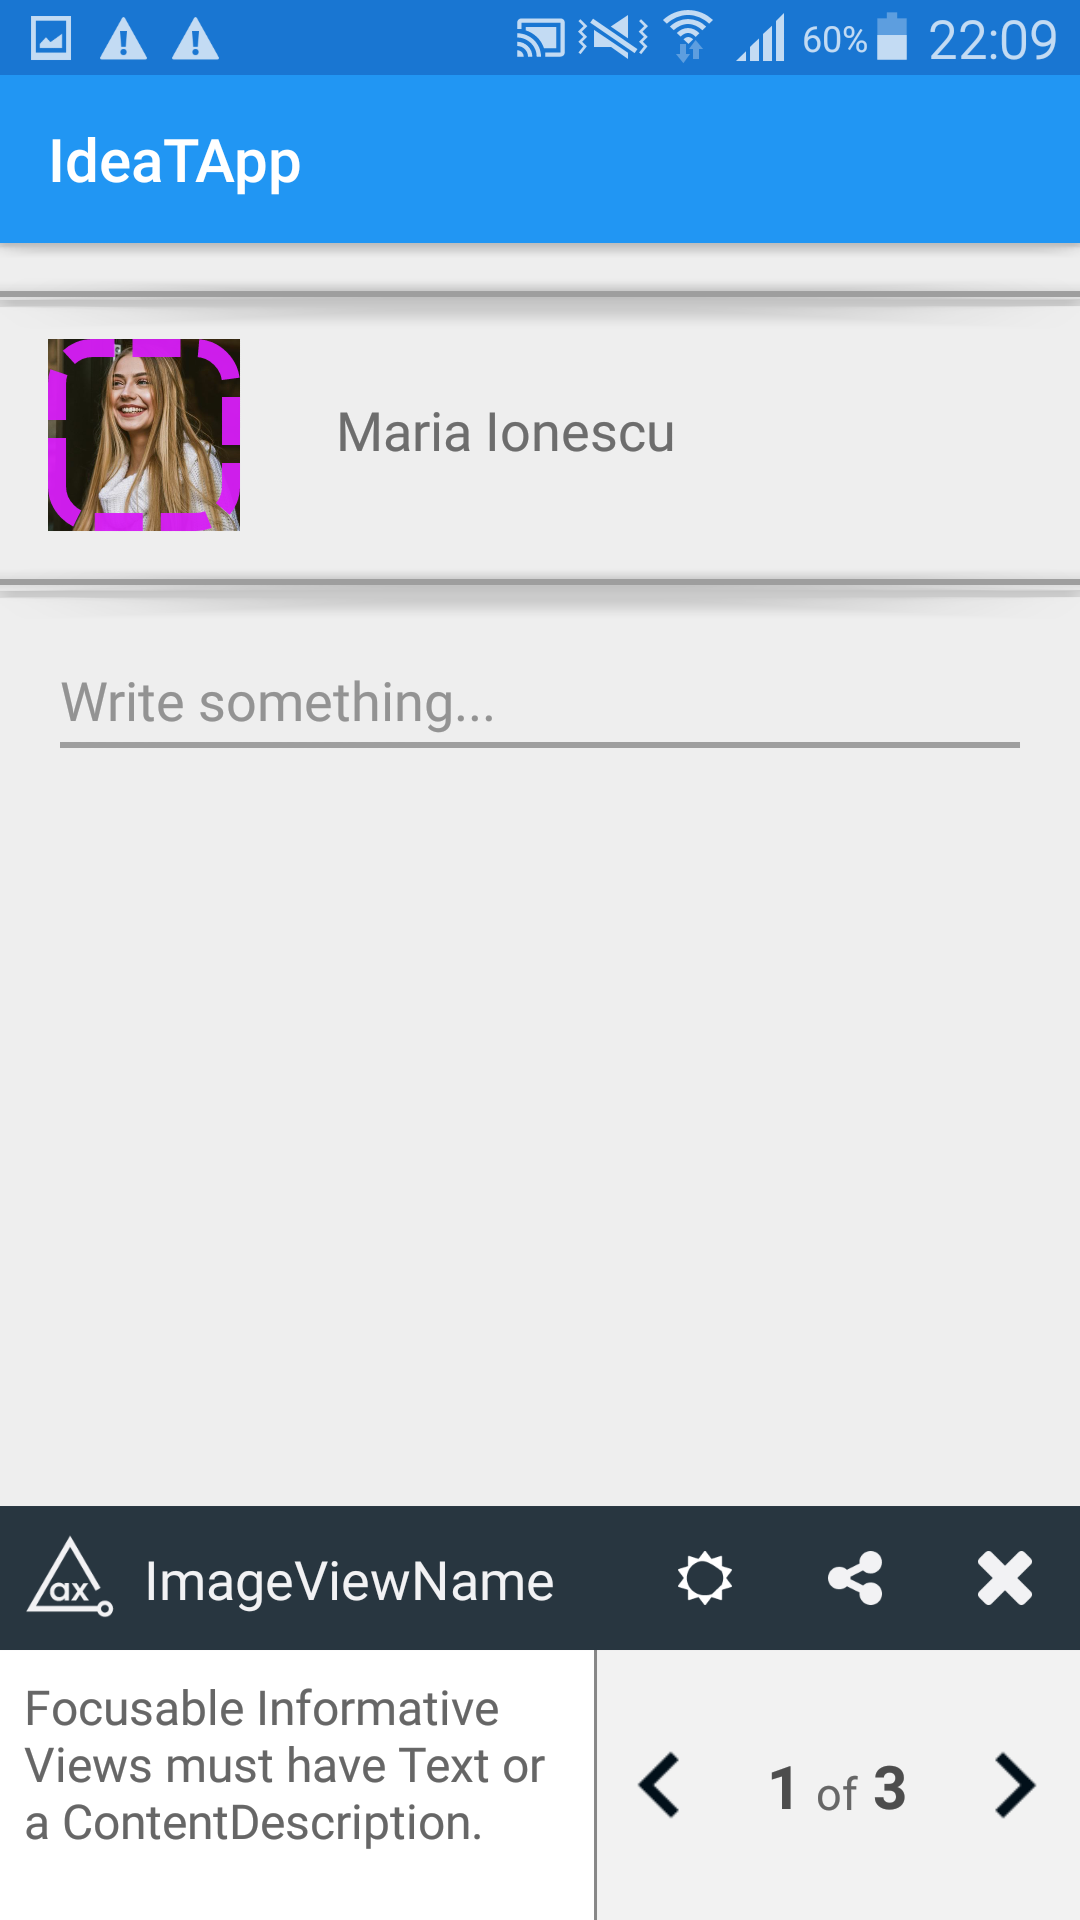 60% 22:09
IdeaTApp
Maria Ionescu
Write something...
ax ImageViewName
Focusable Informative
Views must have Text or
a ContentDescription.
1 of 3